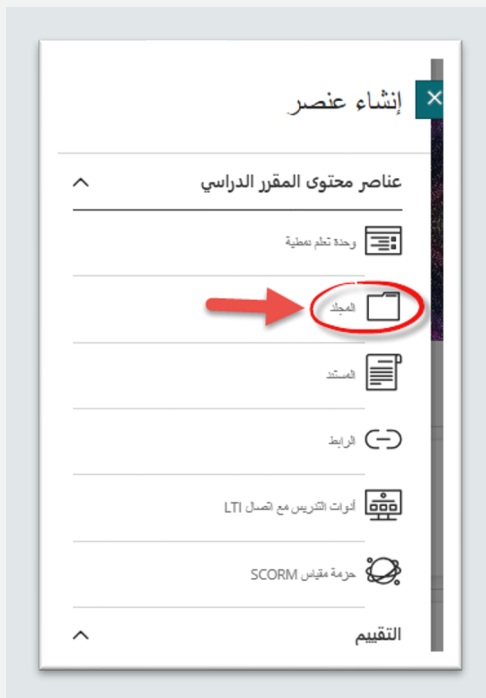 إنشاء عنصر
عناصر محتوى المقرر الدراسي
وحدة تعلم نمطية
المجلد
المستند
الرابط
أدوات التدريس مع اتصال LTI
حزمة مقياس SCORM
التقييم